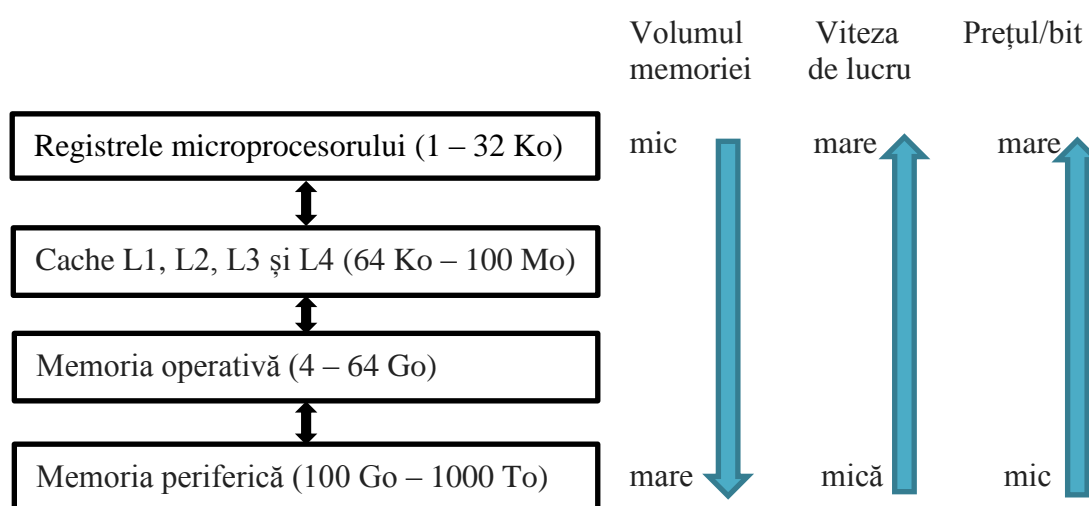 Volumul Viteza Prețul/bit
memoriei de lucru
Registrele microprocesorului (1 – 32 Ko) mic mare mare
Cache L1, L2, L3 și L4 (64 Ko – 100 Mo)
Memoria operativă (4 – 64 Go)
Memoria periferică (100 Go – 1000 To) mare mică mic